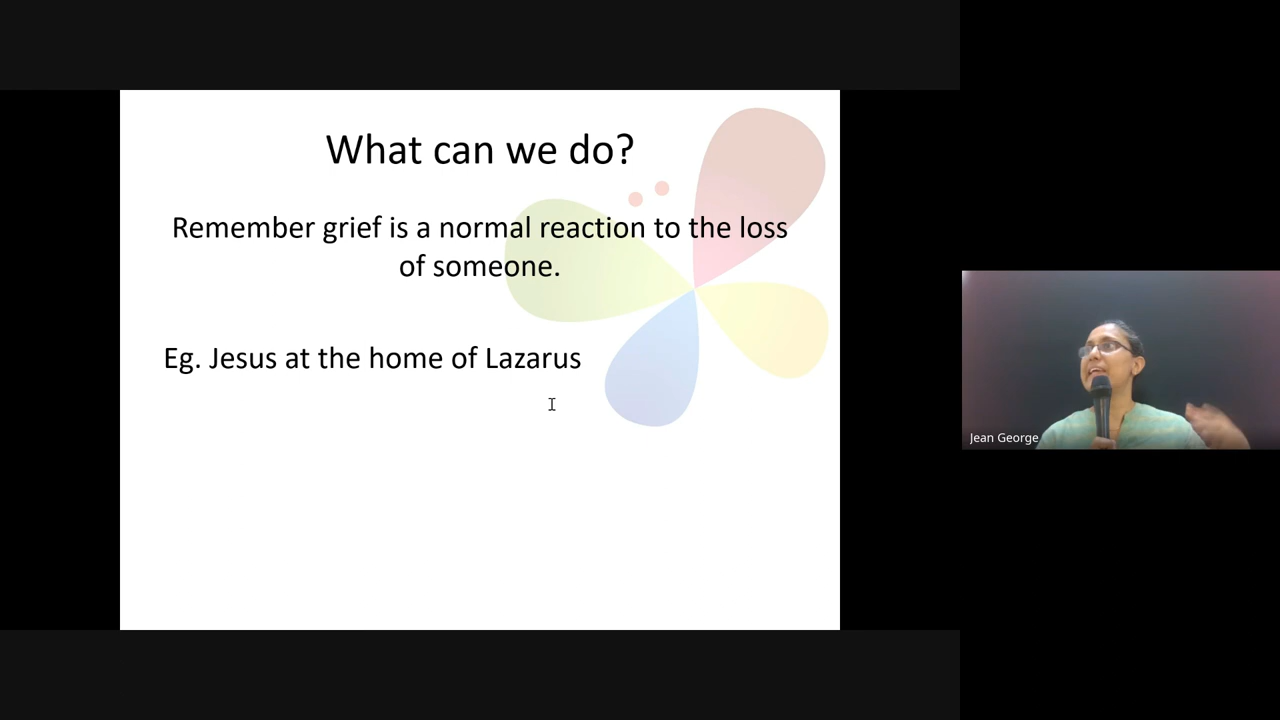 What can we do?
Remember grief is a normal reaction to the loss
of someone.
Eg. Jesus at the home of Lazarus
Jean George